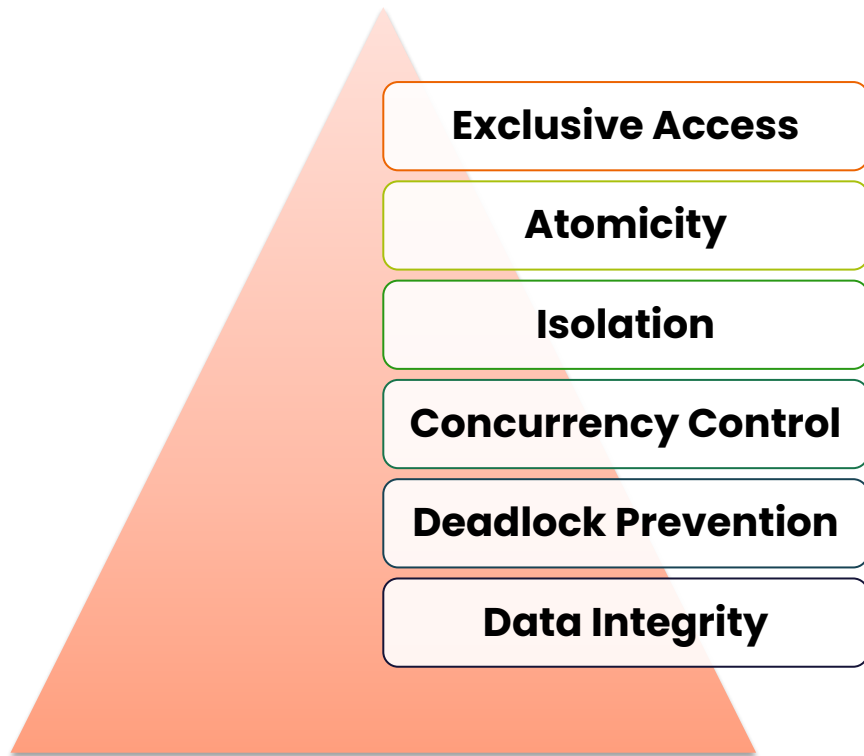 Exclusive Access
Atomicity
Isolation
Concurrency Control
Deadlock Prevention
Data Integrity